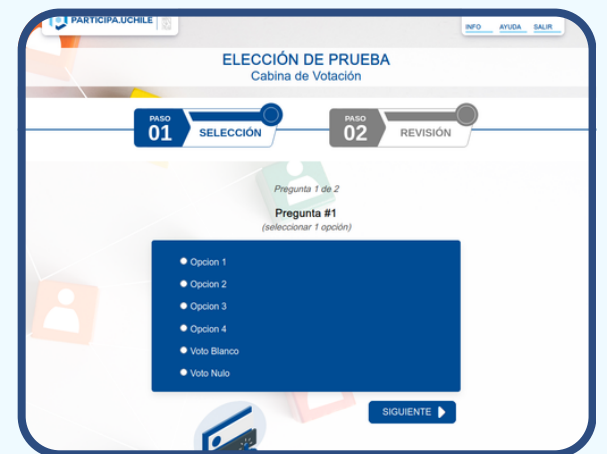 PARTICIPA.UCHILE
INFO AYUDA SALIR
ELECCIÓN DE PRUEBA
Cabina de Votación
PASO
01 SELECCIÓN
PASO
02 REVISIÓN
Pregunta 1 de 2
Pregunta #1
(seleccionar 1 opción)
Opcion 1
Opcion 2
Opcion 3
Opcion 4
Voto Blanco
Voto Nulo
SIGUIENTE